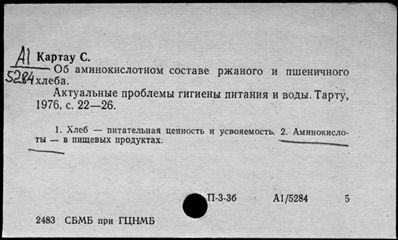 А1
5284
Картау С.
Об аминокислотном составе ржаного и пшеничного
хлеба.
Актуальные проблемы гигиены питания и воды. Тарту,
1976. с. 22—26.
1. Хлеб — питательная ценность и усвояемость. 2. Аминокисло-
ты — в пищевых продуктах.
П-3-3б А1/5284 5
2483 СБМБ при ГЦНМБ